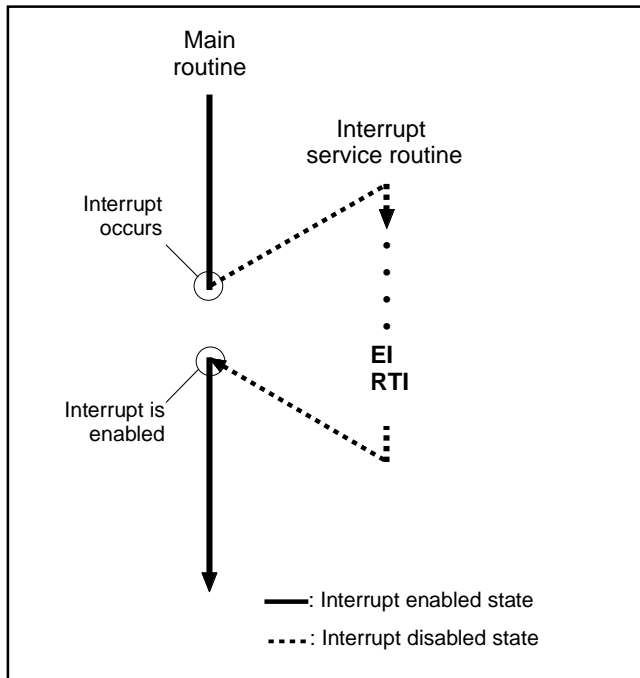 Main
routine
Interrupt
service routine
Interrupt
occurs
EI
RTI
Interrupt is
enabled
: Interrupt enabled state
: Interrupt disabled state